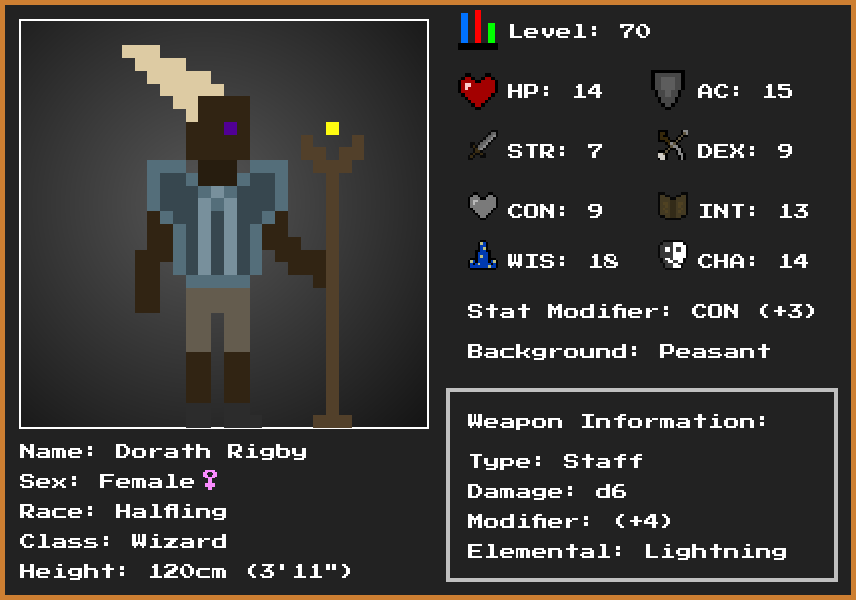 Level: 70
HP: 14 AC: 15
STR: 7 DEX: 9
CON: 9 INT: 13
WIS: 18 CHA: 14
Stat Modifier: CON (+3)
Background: Peasant
Weapon Information:
Type: Staff
Damage: d6
Modifier: (+4)
Elemental: Lightning
Name: Dorath Rigby
Sex: Female♀
Race: Halfling
Class: Wizard
Height: 120cm (3'11")